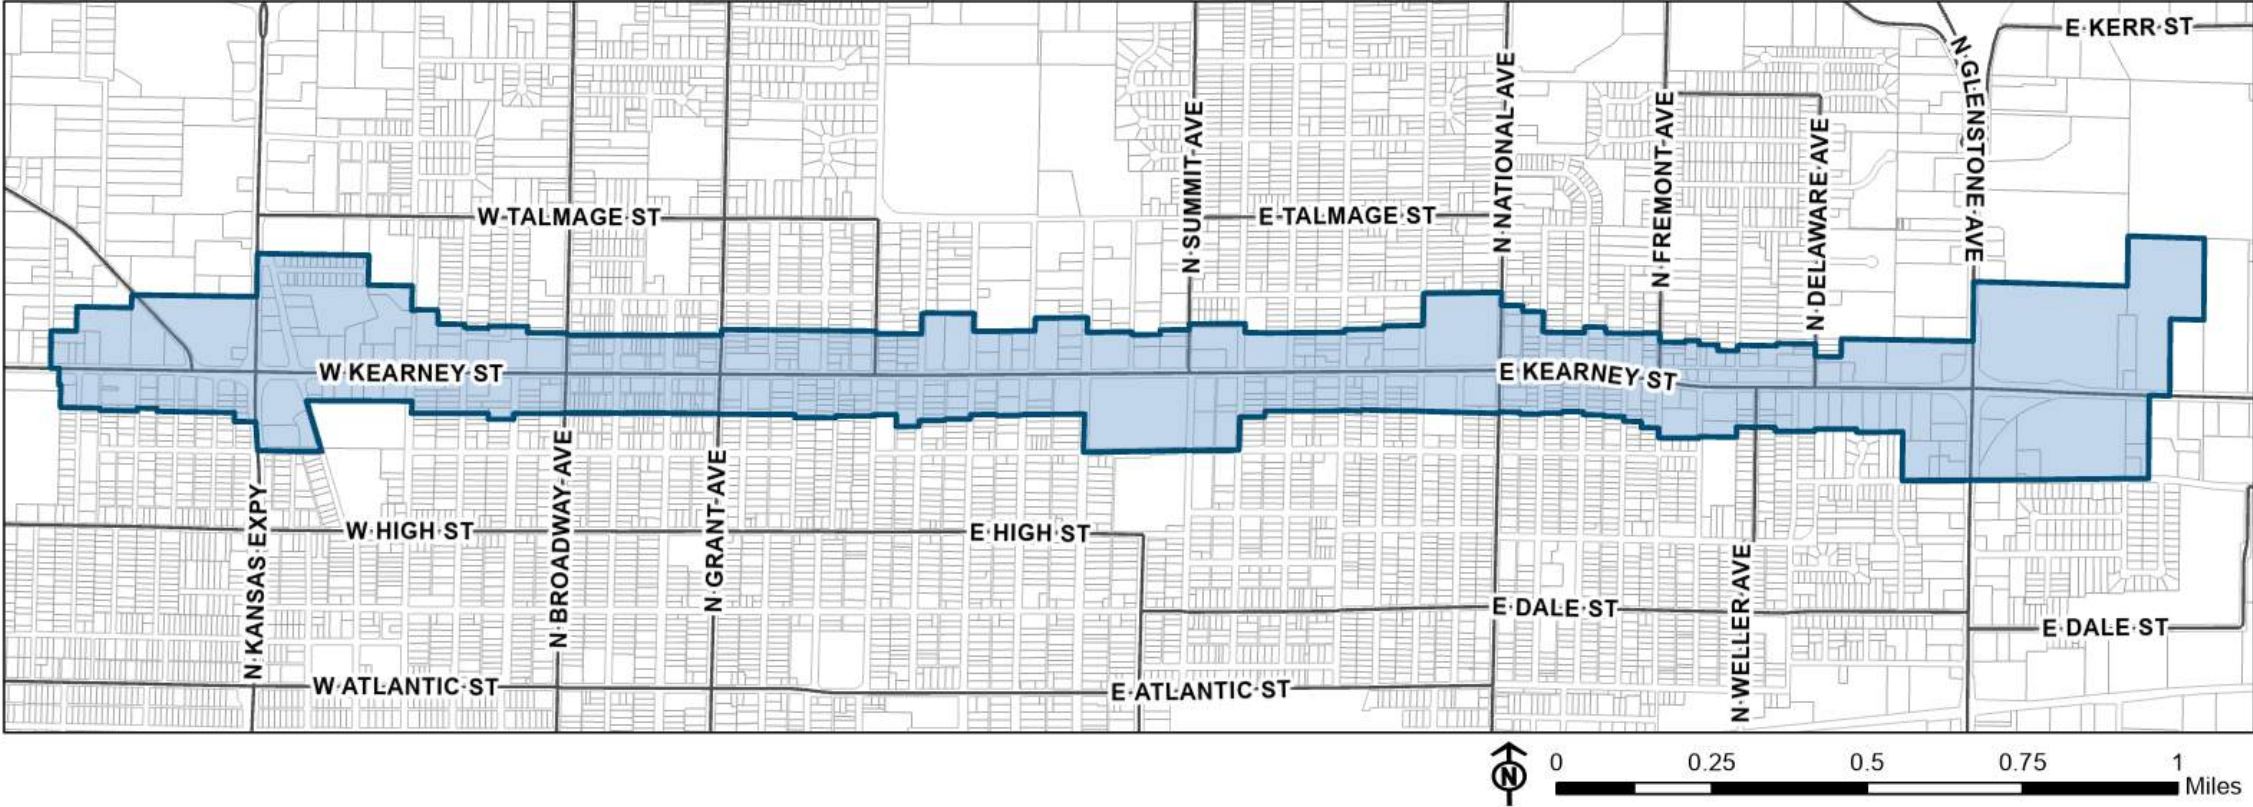 E KERR ST
N GLENSTONE AVE
N NATIONAL AVE
N SUMMIT AVE
N FREMONT AVE
N DELAWARE AVE
W TALMAGE ST
E TALMAGE ST
W KEARNEY ST
E KEARNEY ST
N KANSAS EXPY
N BROADWAY AVE
N GRANT AVE
W HIGH ST
E HIGH ST
N WELLER AVE
E DALE ST
E DALE ST
W ATLANTIC ST
E ATLANTIC ST
N
0 0.25 0.5 0.75 1
Miles